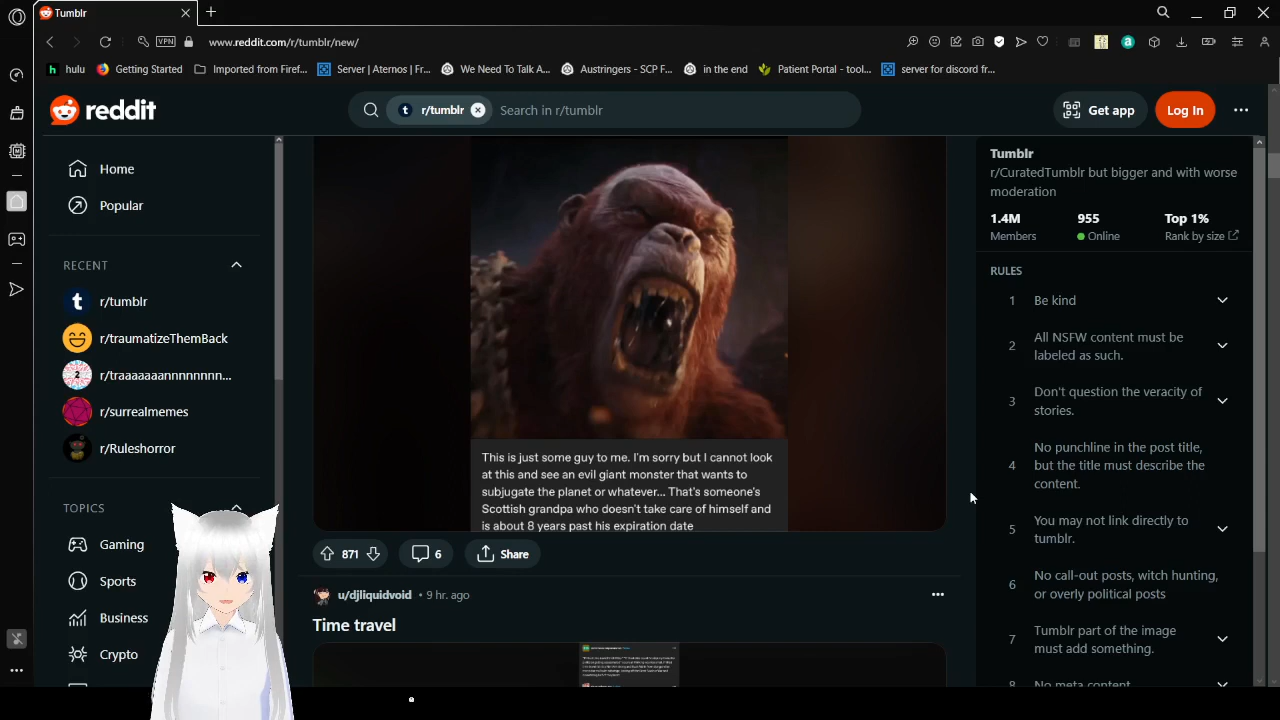 Tumblr
www.reddit.com/r/tumblr/new/
VPN
hulu
Getting Started
Imported from Firef...
Server | Aternos | Fr...
We Need To Talk A...
Austringers - SCP F...
in the end
Patient Portal - tool...
server for discord fr...
reddit
r/tumblr
Search in r/tumblr
Get app
Log In
Home
Popular
RECENT
r/tumblr
r/traumatizeThemBack
r/traaaaaaannnnnnnn...
r/surrealmemes
r/Ruleshorror
TOPICS
Gaming
Sports
Business
Crypto
This is just some guy to me. I'm sorry but I cannot look
at this and see an evil giant monster that wants to
subjugate the planet or whatever... That's someone's
Scottish grandpa who doesn't take care of himself and
is about 8 years past his expiration date
871
6
Share
u/djliquidvoid • 9 hr. ago
Time travel
Tumblr
r/CuratedTumblr but bigger and with worse
moderation
1.4M
955
Top 1%
Members
Online
Rank by size
RULES
1 Be kind
2 All NSFW content must be
labeled as such.
3 Don't question the veracity of
stories.
4 No punchline in the post title,
but the title must describe the
content.
5 You may not link directly to
tumblr.
6 No call-out posts, witch hunting,
or overly political posts
7 Tumblr part of the image
must add something.
8 No meta content